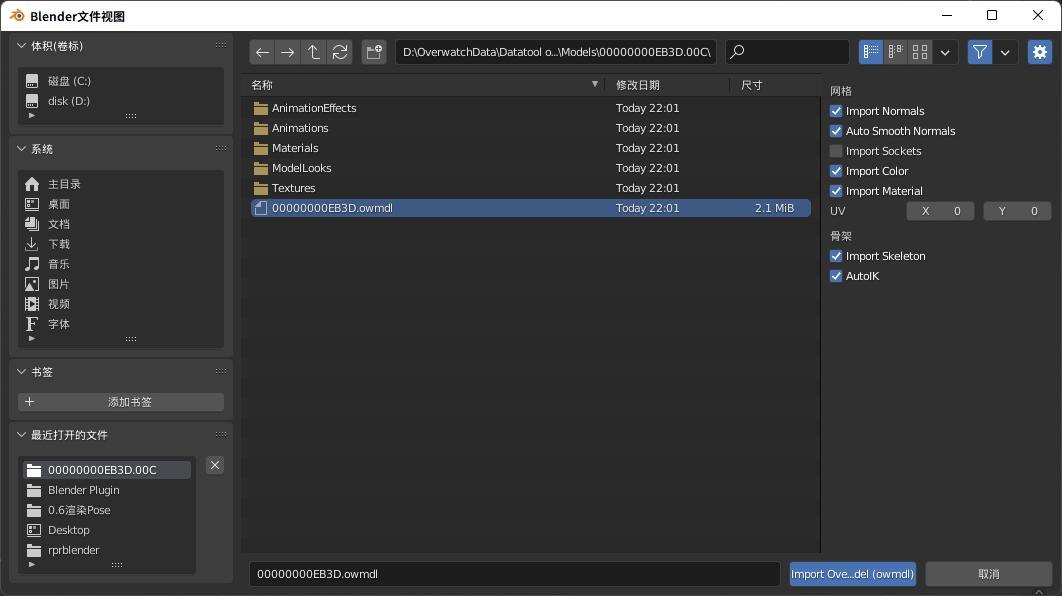 Blender文件视图
体积(卷标)
磁盘 (C:)
disk (D:)
系统
主目录
桌面
文档
下载
音乐
图片
视频
字体
书签
添加书签
最近打开的文件
00000000EB3D.00C
Blender Plugin
0.6渲染Pose
Desktop
rprblender
D:\OverwatchData\Datatool o...\Models\00000000EB3D.00C\
名称 修改日期 尺寸
AnimationEffects Today 22:01
Animations Today 22:01
Materials Today 22:01
ModelLooks Today 22:01
Textures Today 22:01
00000000EB3D.owmdl Today 22:01 2.1 MiB
网格
Import Normals
Auto Smooth Normals
Import Sockets
Import Color
Import Material
UV X 0 Y 0
骨架
Import Skeleton
AutoIK
00000000EB3D.owmdl
Import Ove...del (owmdl)
取消